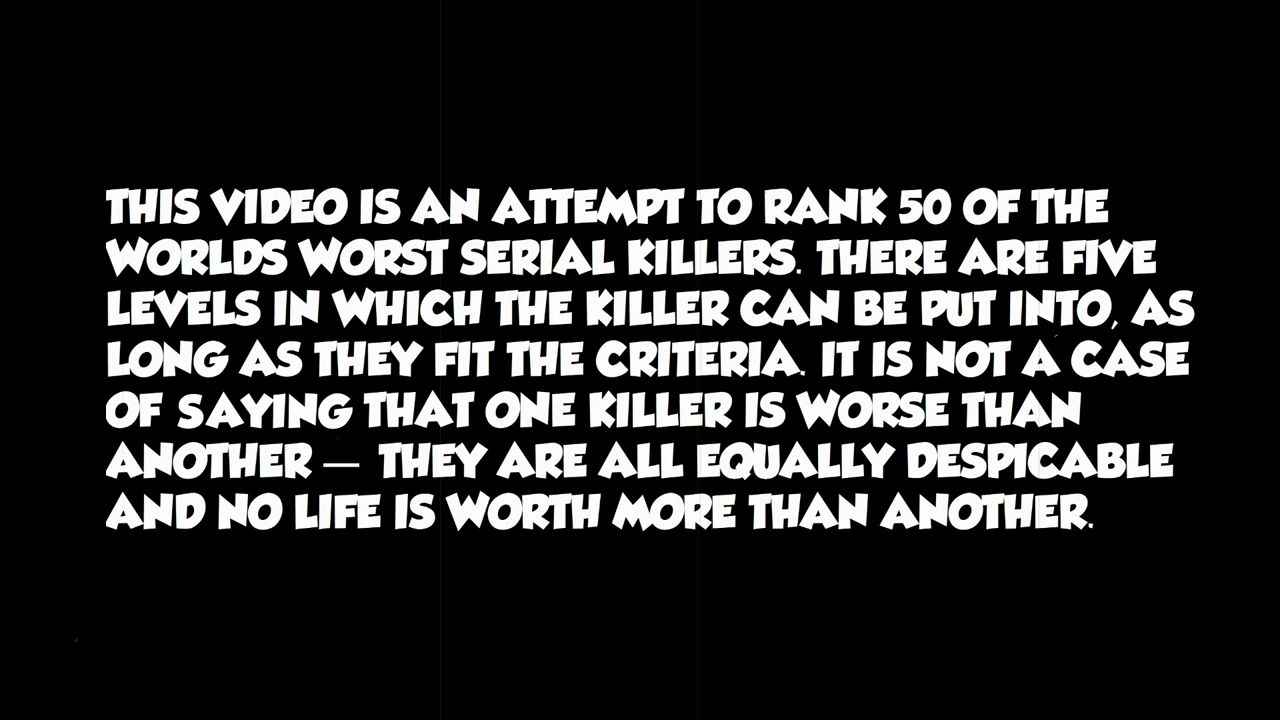 THIS VIDEO IS AN ATTEMPT TO RANK 50 OF THE
WORLDS WORST SERIAL KILLERS. THERE ARE FIVE
LEVELS IN WHICH THE KILLER CAN BE PUT INTO, AS
LONG AS THEY FIT THE CRITERIA. IT IS NOT A CASE
OF SAYING THAT ONE KILLER IS WORSE THAN
ANOTHER — THEY ARE ALL EQUALLY DESPICABLE
AND NO LIFE IS WORTH MORE THAN ANOTHER.